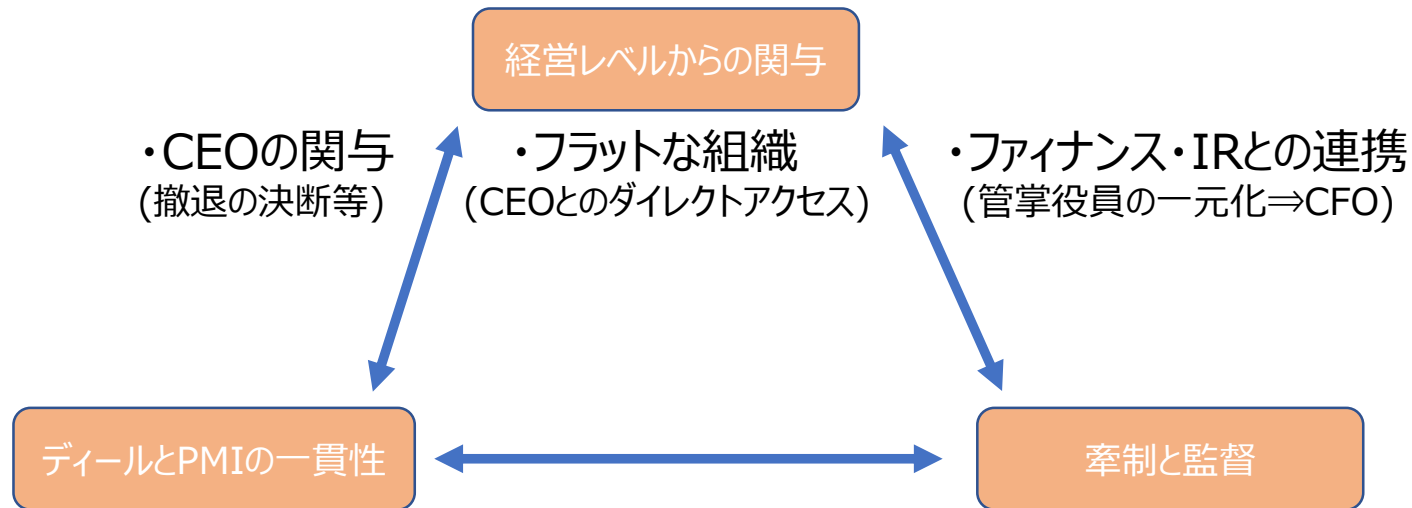 経営レベルからの関与
・CEOの関与
(撤退の決断等)
・フラットな組織
(CEOとのダイレクトアクセス)
・ファィナンス・IRとの連携
(管掌役員の一元化⇒CFO)
ディールとPMIの一貫性
牽制と監督